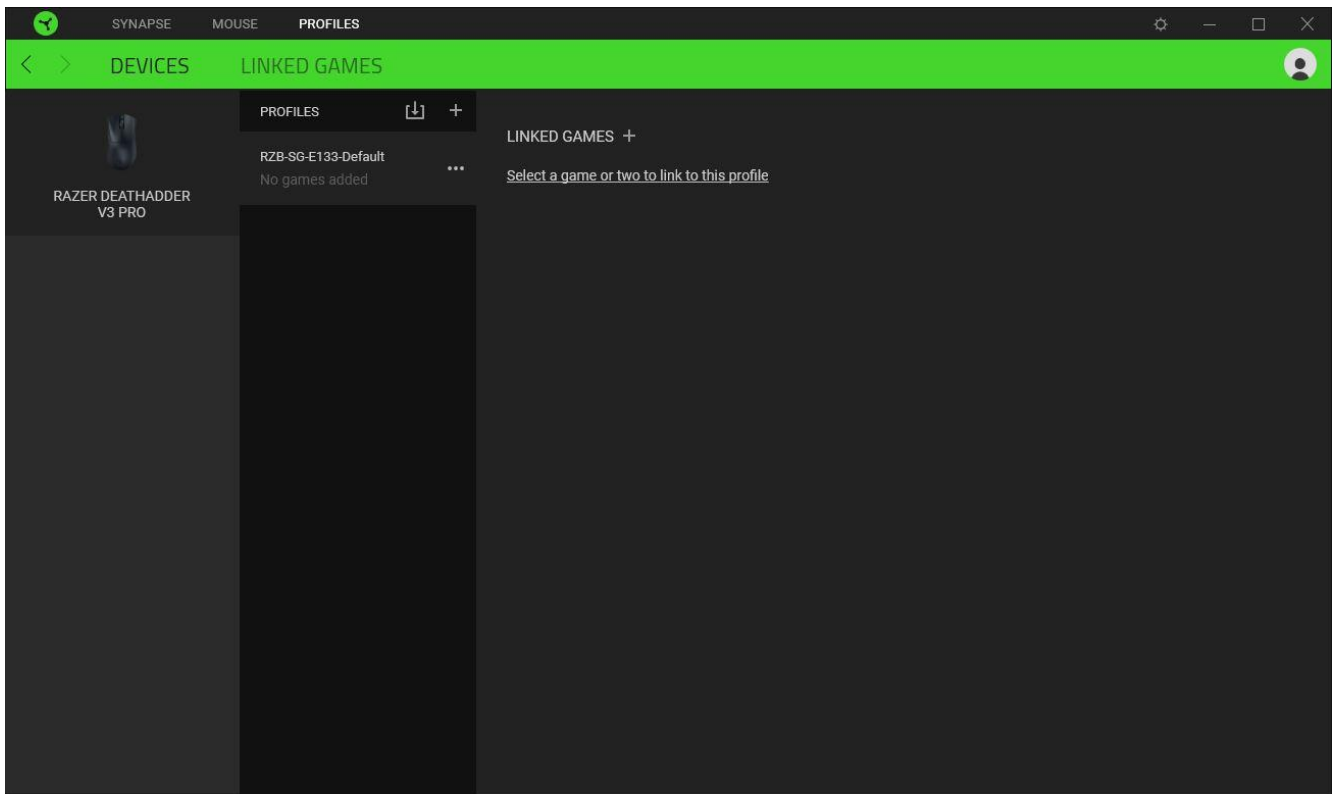 SYNAPSE MOUSE PROFILES
DEVICES LINKED GAMES
RAZER DEATHADDER
V3 PRO
PROFILES
RZB-SG-E133-Default
No games added
LINKED GAMES
Select a game or two to link to this profile